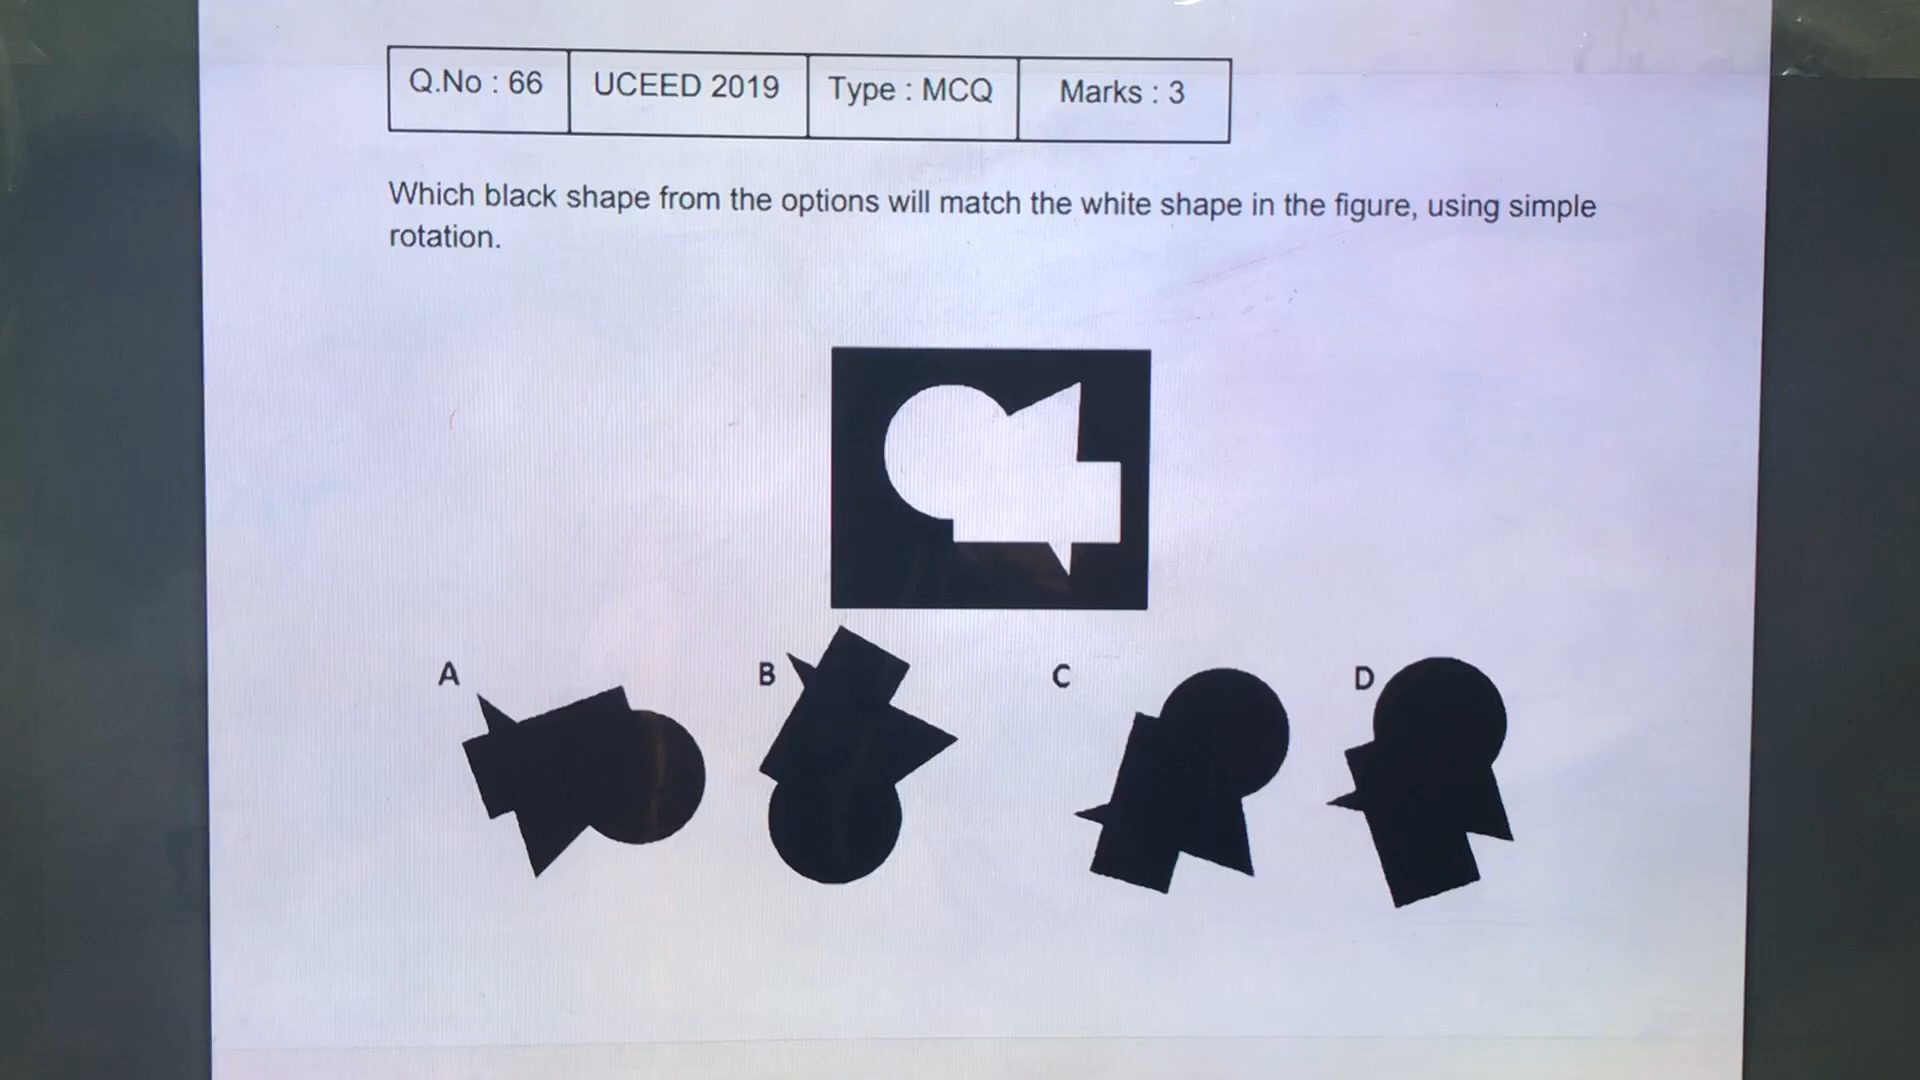 Q.No : 66 UCEED 2019 Type : MCQ Marks : 3
Which black shape from the options will match the white shape in the figure, using simple
rotation.
A B C D